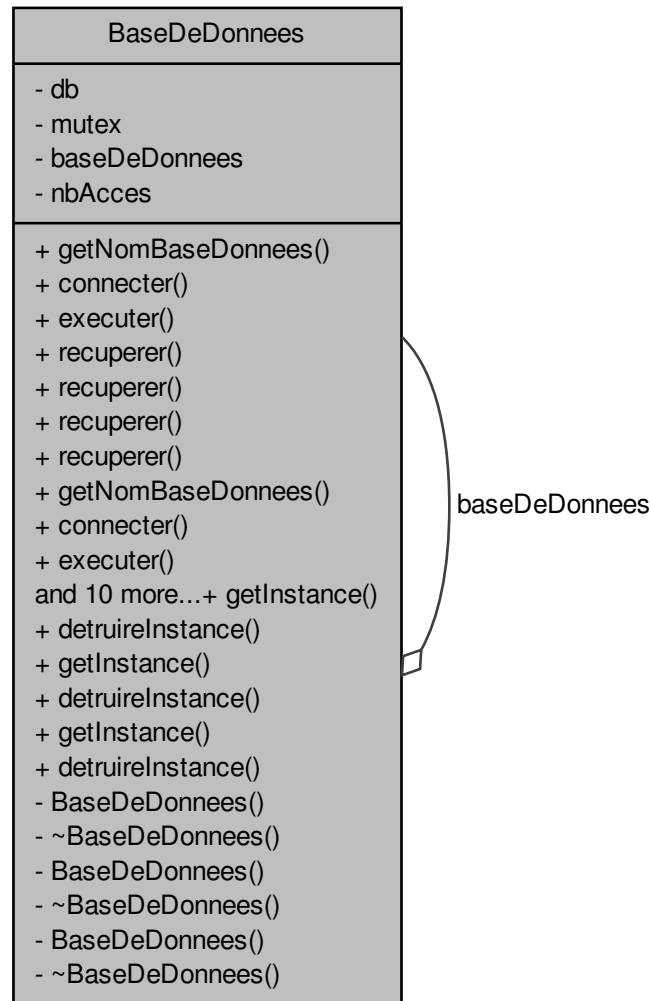 BaseDeDonnees
- db
- mutex
- baseDeDonnees
- nbAcces
+ getNomBaseDonnees()
+ connecter()
+ executer()
+ recuperer()
+ recuperer()
+ recuperer()
+ recuperer()
+ getNomBaseDonnees()
+ connecter()
+ executer()
and 10 more...+ getInstance()
+ detruireInstance()
+ getInstance()
+ detruireInstance()
+ getInstance()
+ detruireInstance()
- BaseDeDonnees()
- ~BaseDeDonnees()
- BaseDeDonnees()
- ~BaseDeDonnees()
- BaseDeDonnees()
- ~BaseDeDonnees()
baseDeDonnees